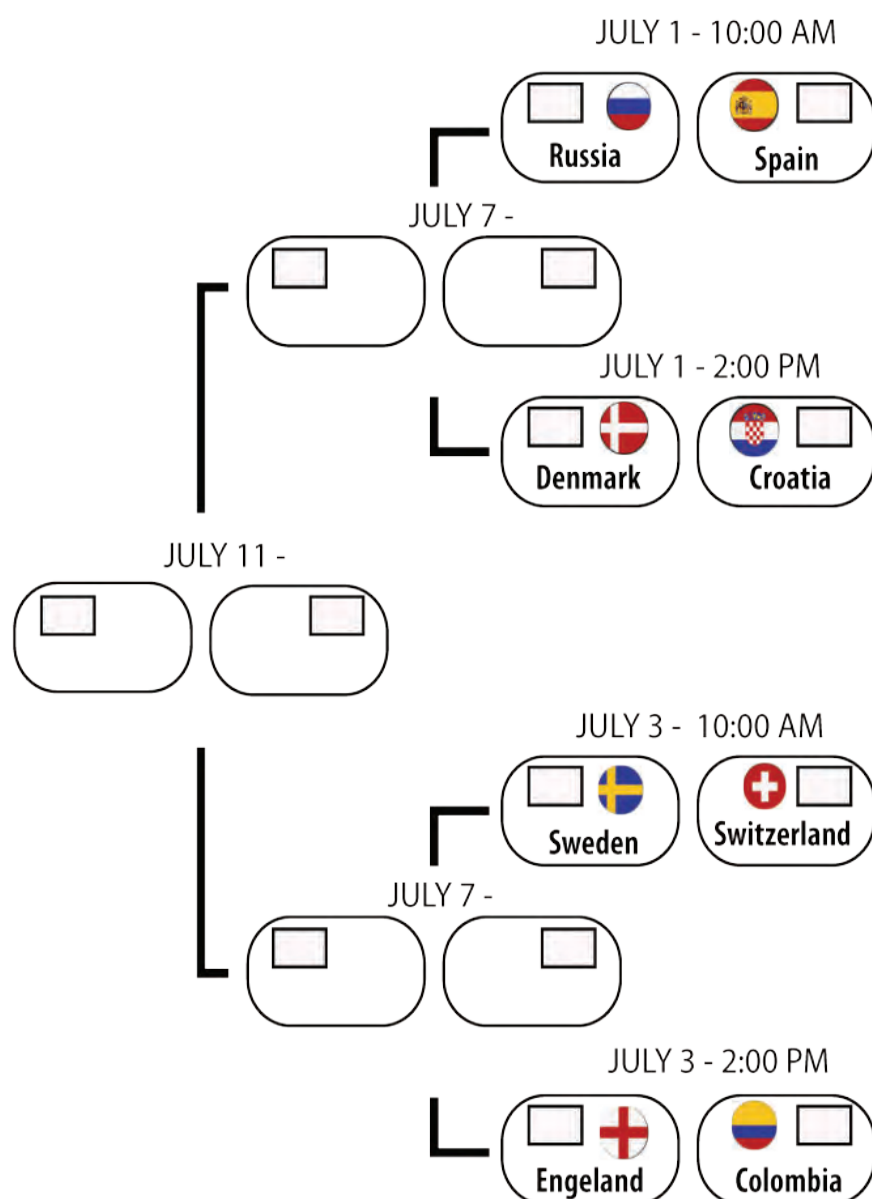 JULY 1 - 10:00 AM
Russia Spain
JULY 7 -
JULY 1 - 2:00 PM
Denmark Croatia
JULY 11 -
JULY 3 - 10:00 AM
Sweden Switzerland
JULY 7 -
JULY 3 - 2:00 PM
Engeland Colombia